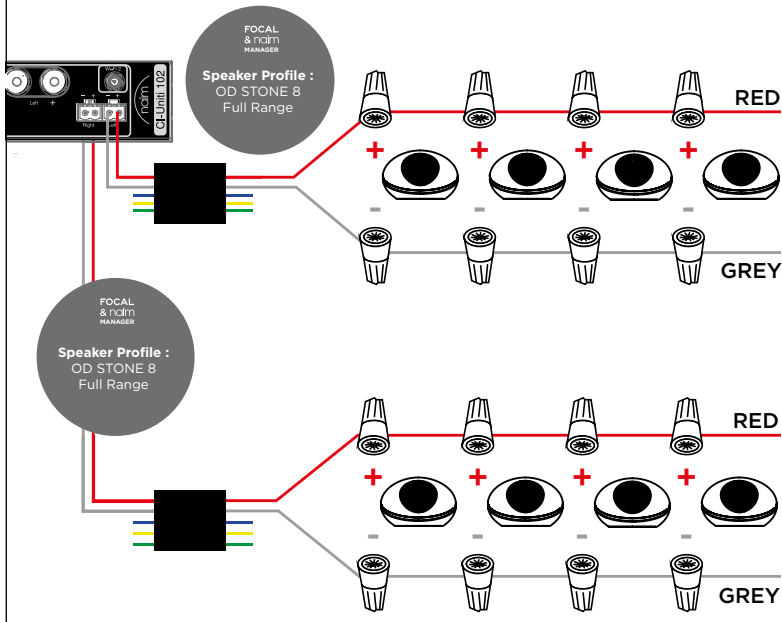 FOCAL
& naim
MANAGER
Speaker Profile :
OD STONE 8
Full Range
Left +
- +
- +
Right
Left
naim
CI-Uniti 102
RED
+ + + +
- - - -
GREY
FOCAL
& naim
MANAGER
Speaker Profile :
OD STONE 8
Full Range
RED
+ + + +
- - - -
GREY